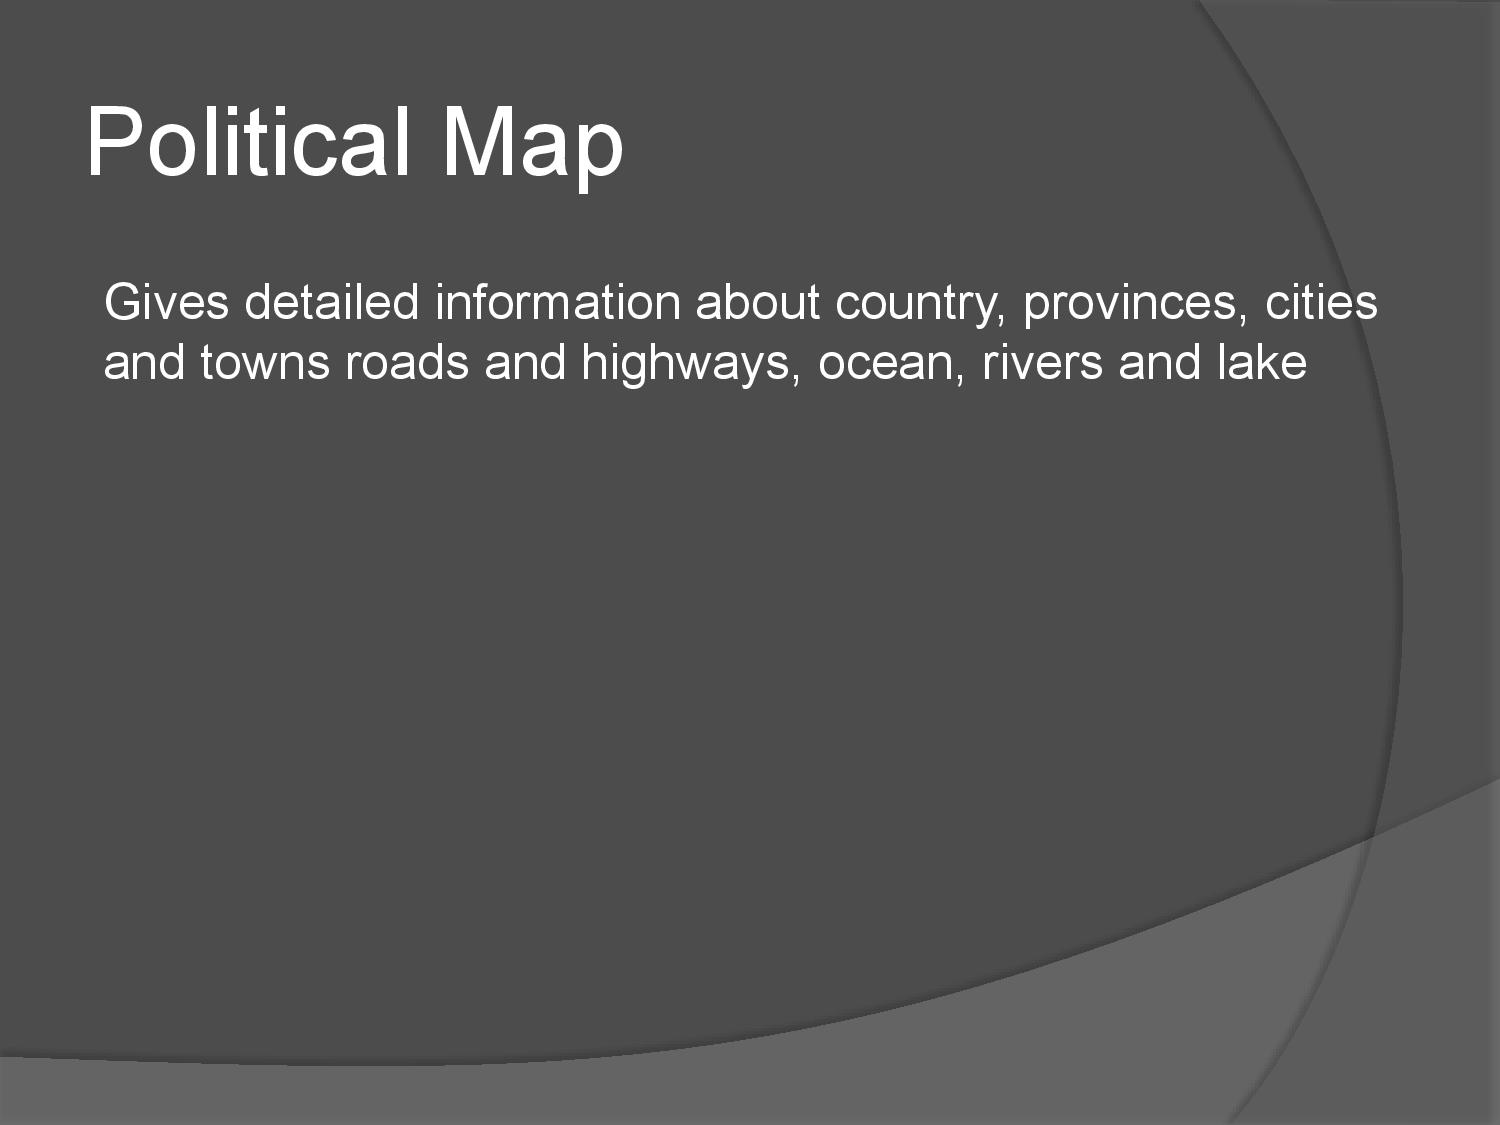 Political Map
Gives detailed information about country, provinces, cities
and towns roads and highways, ocean, rivers and lake